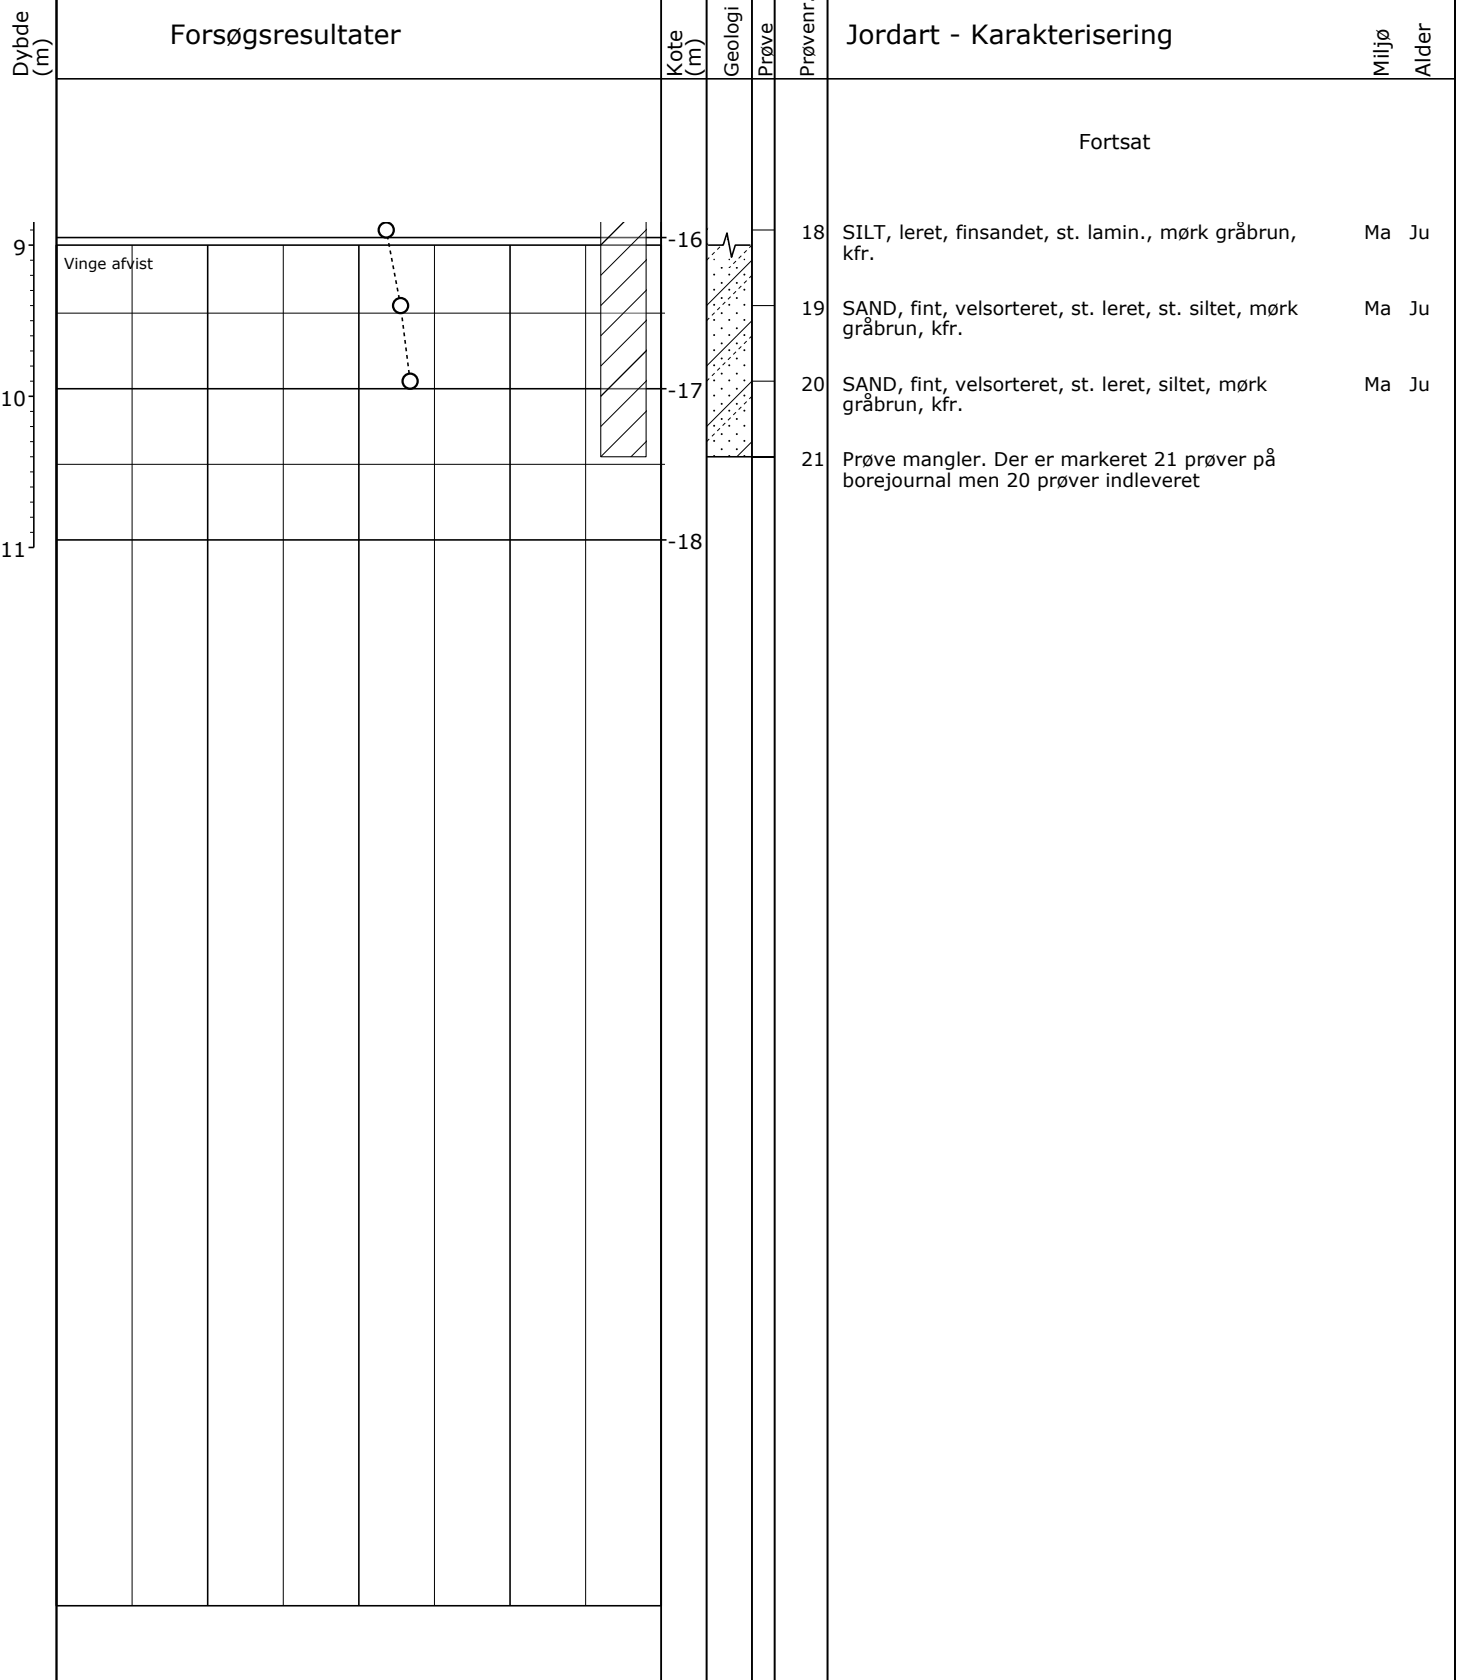 Dybde
(m)
Forsøgsresultater
Kote
(m)
Geologi
Prøve
Prøvenr.
Jordart - Karakterisering
Miljø
Alder
Fortsat
9
Vinge afvist
-16
18 SILT, leret, finsandet, st. lamin., mørk gråbrun, Ma Ju
kfr.
19 SAND, fint, velsorteret, st. leret, st. siltet, mørk Ma Ju
gråbrun, kfr.
10
-17
20 SAND, fint, velsorteret, st. leret, siltet, mørk Ma Ju
gråbrun, kfr.
21 Prøve mangler. Der er markeret 21 prøver på
borejournal men 20 prøver indleveret
11
-18